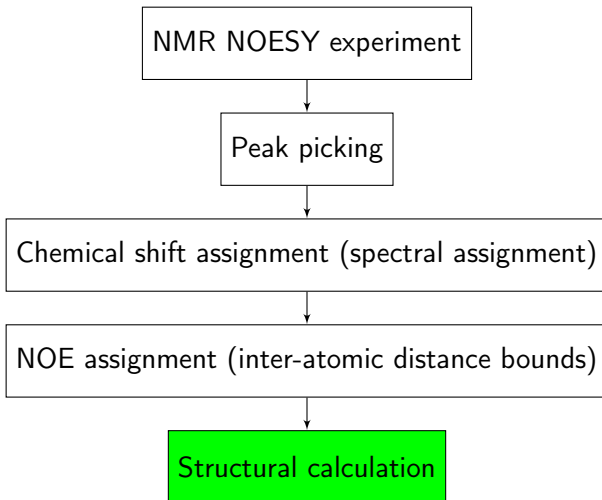 NMR NOESY experiment
Peak picking
Chemical shift assignment (spectral assignment)
NOE assignment (inter-atomic distance bounds)
Structural calculation